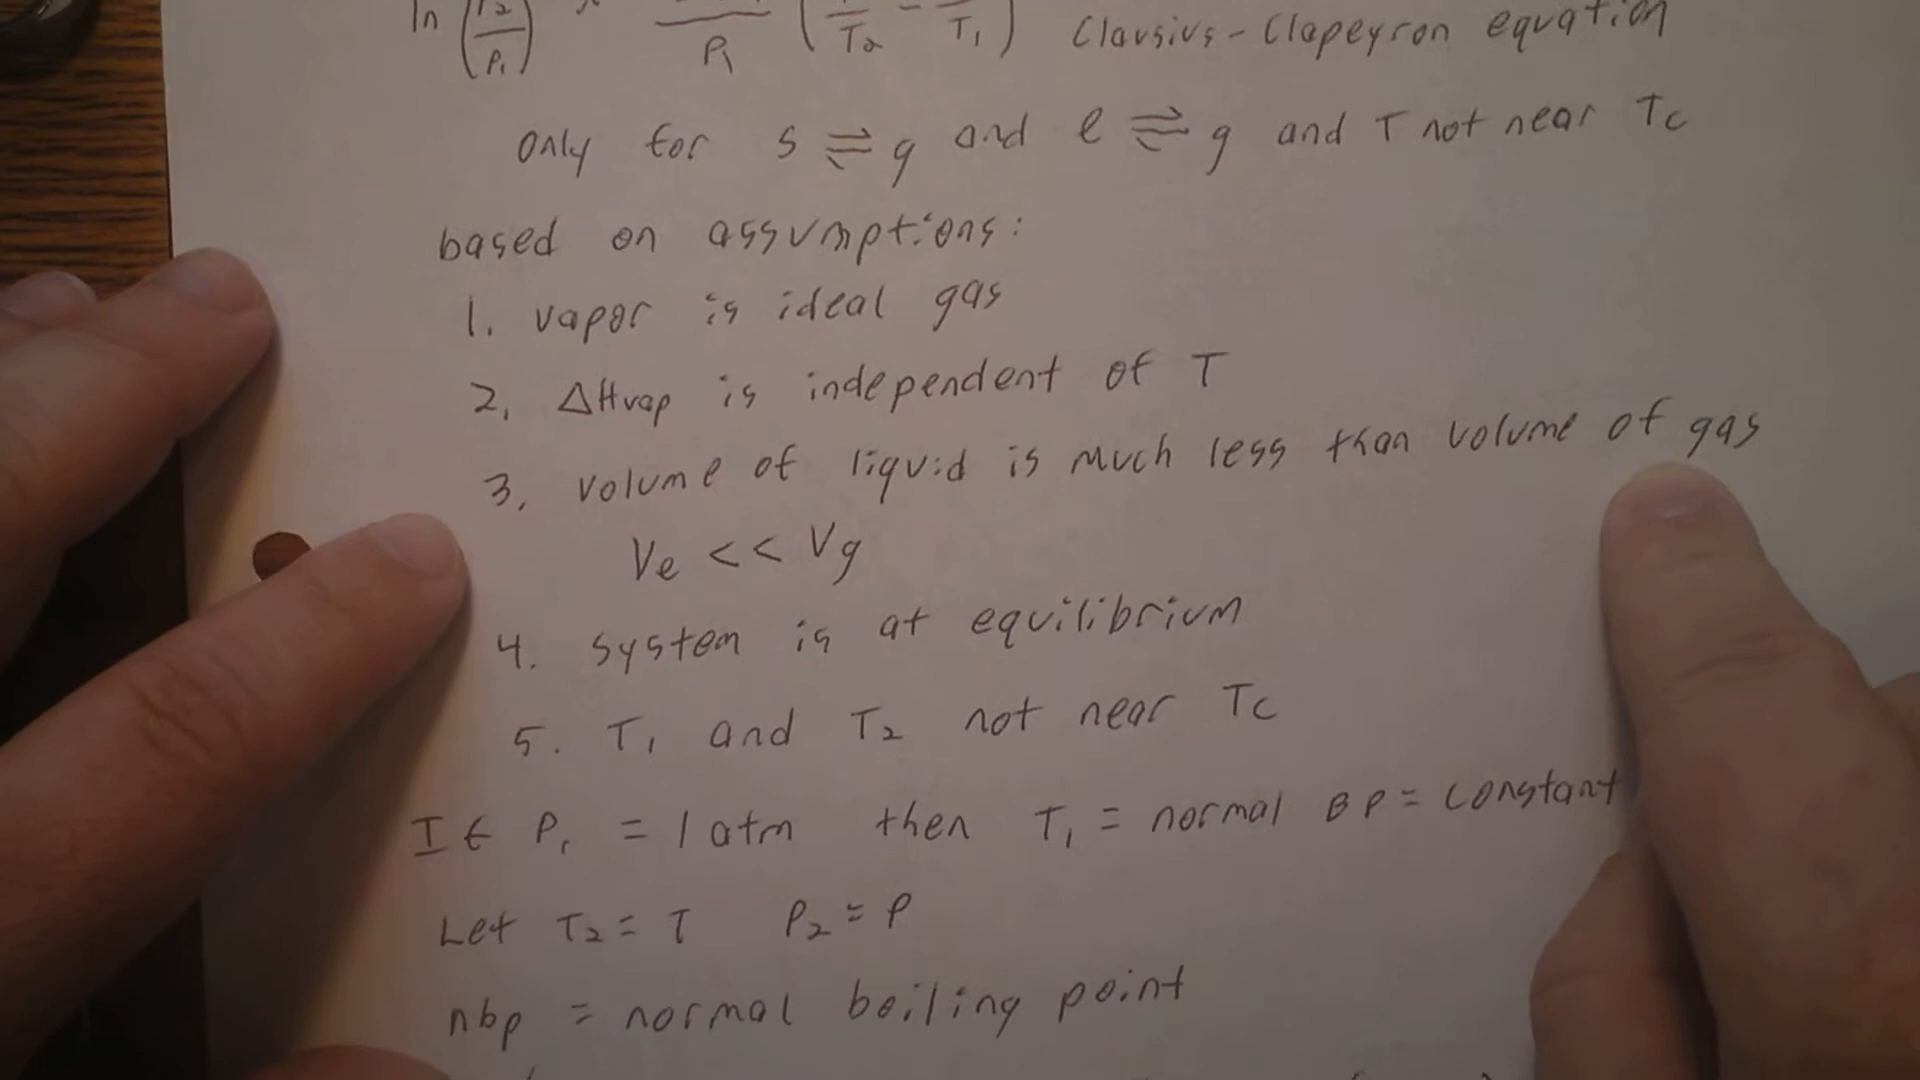 ln (P2/P1) R (T2 - T1) Clausius-Clapeyron equation
only for s ⇌ g and l ⇌ g and T not near Tc
based on assumptions:
1. vapor is ideal gas
2. ΔHvap is independent of T
3. volume of liquid is much less than volume of gas
Vl << Vg
4. system is at equilibrium
5. T1 and T2 not near Tc
If P1 = 1 atm then T1 = normal BP = constant
Let T2 = T P2 = P
nbp = normal boiling point